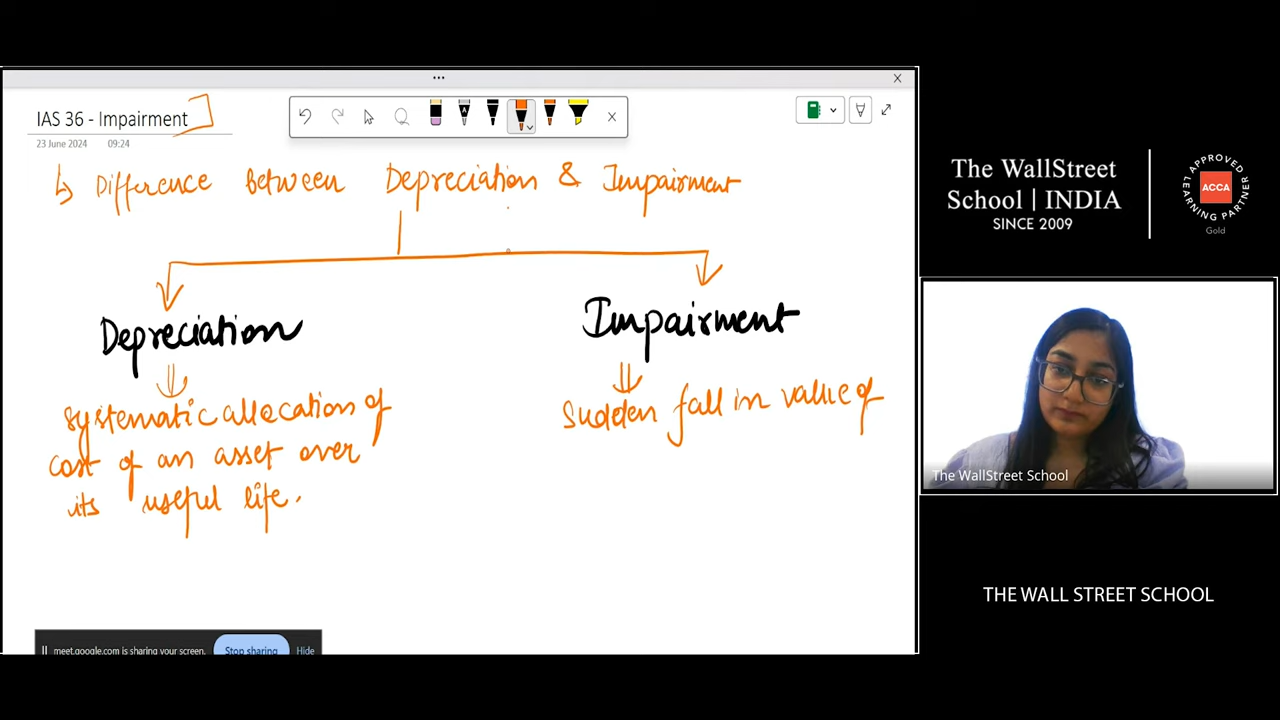 IAS 36 - Impairment
23 June 2024 09:24
↳ Difference Between Depreciation & Impairment
Depreciation
Impairment
Systematic allocation of
cost of an asset over
its useful life.
Sudden fall in value of
meet.google.com is sharing your screen.
Stop sharing
Hide
The WallStreet
School | INDIA
SINCE 2009
APPROVED
LEARNING PARTNER
ACCA
Gold
The WallStreet School
THE WALL STREET SCHOOL